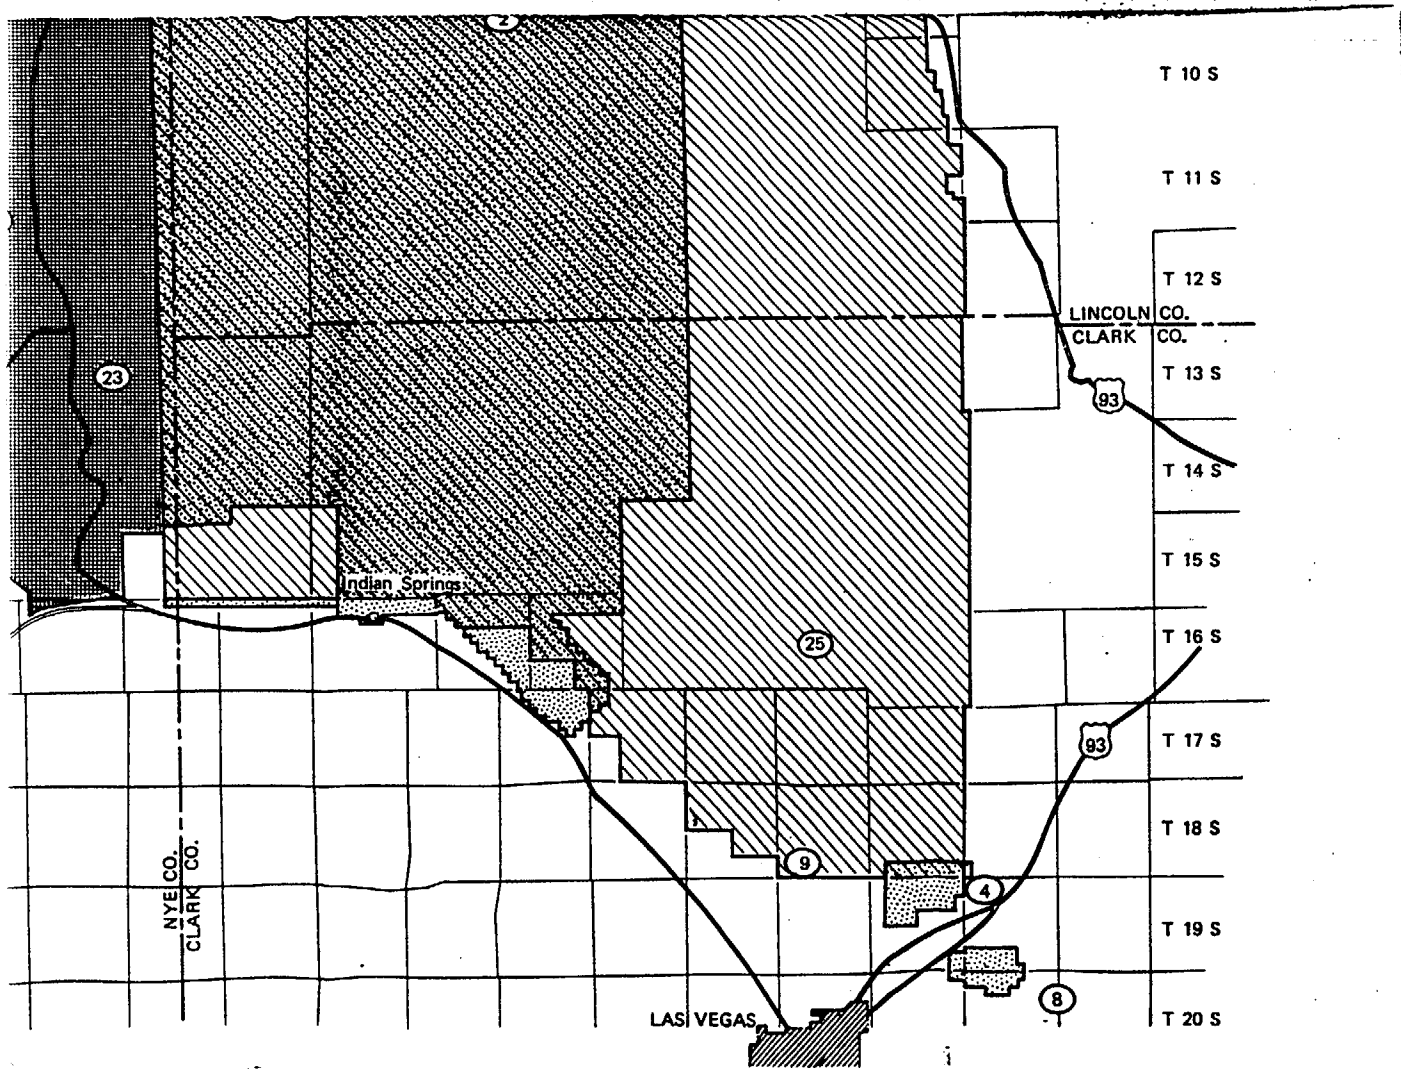 2
T 10 S
T 11 S
T 12 S
LINCOLN CO.
CLARK CO.
T 13 S
23
93
T 14 S
T 15 S
Indian Springs
T 16 S
25
93
T 17 S
T 18 S
9
4
NYE CO.
CLARK CO.
T 19 S
8
LAS VEGAS
T 20 S